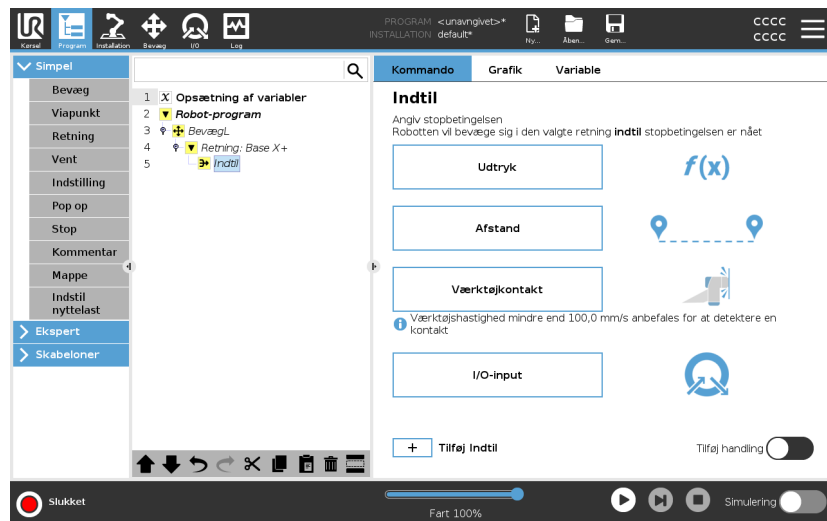 PROGRAM <unavngivet>*
INSTALLATION default*
Kørsel Program Installation Bevæg I/O Log
Ny... Åben... Gem...
cccc
cccc
Simpel
Bevæg
Viapunkt
Retning
Vent
Indstilling
Pop op
Stop
Kommentar
Mappe
Indstil
nyttelast
Ekspert
Skabeloner
1 X Opsætning af variabler
2 Robot-program
3 BevægL
4 Retning: Base X+
5 Indtil
Kommando Grafik Variable
Indtil
Angiv stopbetingelsen
Robotten vil bevæge sig i den valgte retning indtil stopbetingelsen er nået
Udtryk
f(x)
Afstand
Værktøjkontakt
Værktøjshastighed mindre end 100,0 mm/s anbefales for at detektere en
kontakt
I/O-input
+ Tilføj Indtil
Tilføj handling
Slukket
Fart 100%
Simulering